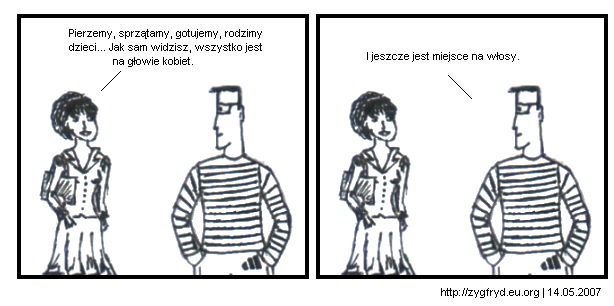 Pierzemy, sprzątamy, gotujemy, rodzimy
dzieci... Jak sam widzisz, wszystko jest
na głowie kobiet.
I jeszcze jest miejsce na włosy.
http://zygfryd.eu.org | 14.05.2007